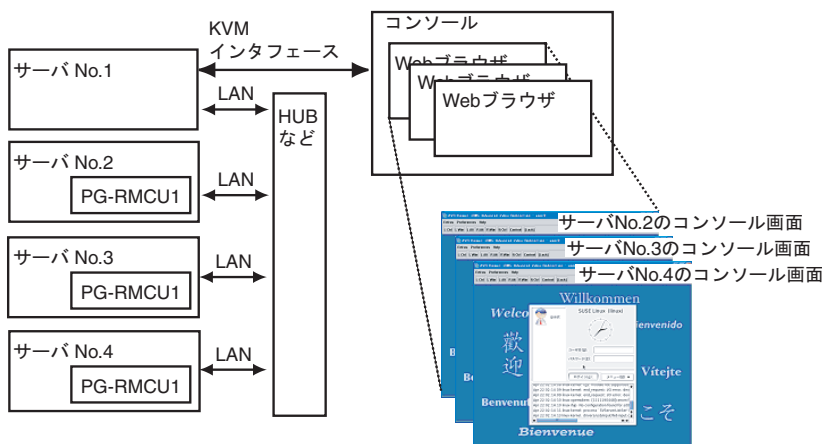 KVM
インタフェース
コンソール
サーバ No.1
LAN
HUB
など
Webブラウザ
Webブラウザ
Webブラウザ
サーバ No.2
PG-RMCU1
LAN
サーバ No.3
PG-RMCU1
LAN
サーバ No.4
PG-RMCU1
LAN
サーバNo.2のコンソール画面
サーバNo.3のコンソール画面
サーバNo.4のコンソール画面
Willkommen
Welco
SUSE Linux (linux)
ienvenido
歓迎
Vítejte
Benvenut
こそ
Bienvenue